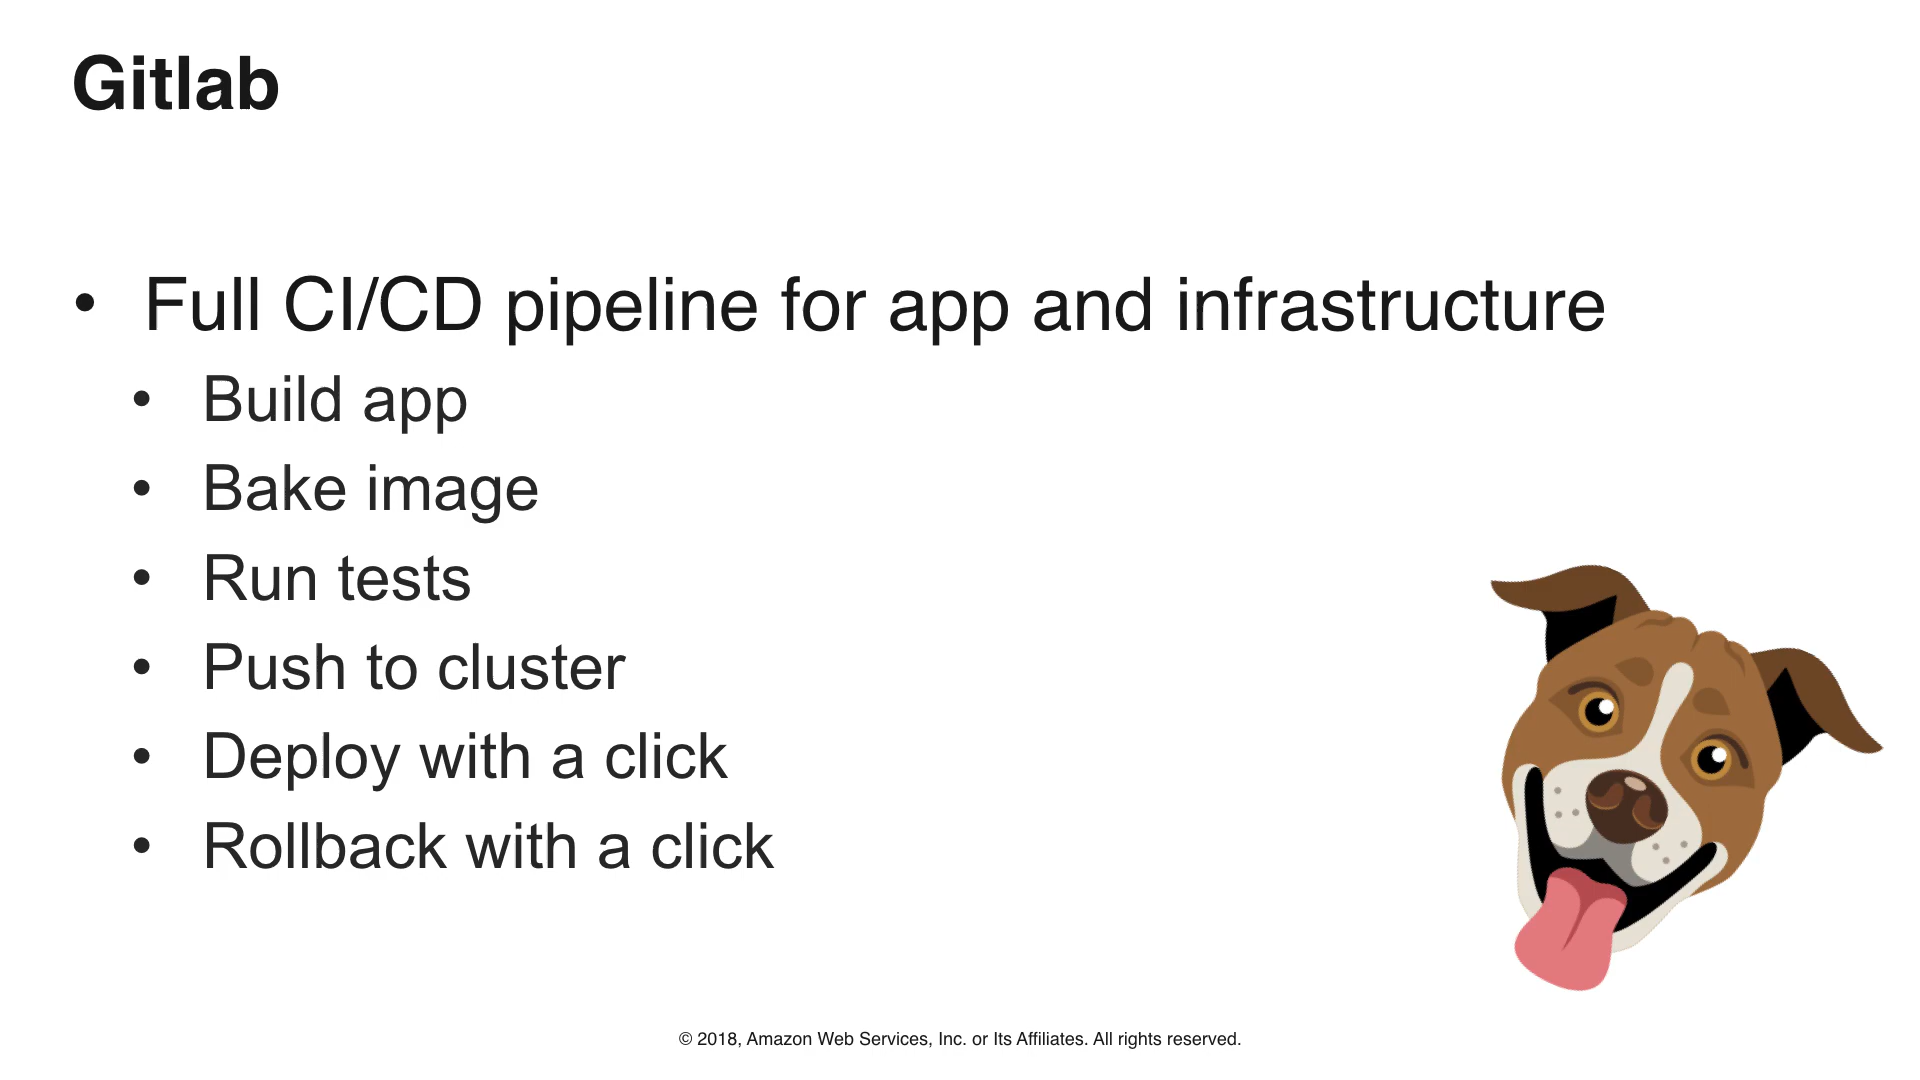 Gitlab
• Full CI/CD pipeline for app and infrastructure
• Build app
• Bake image
• Run tests
• Push to cluster
• Deploy with a click
• Rollback with a click
© 2018, Amazon Web Services, Inc. or Its Affiliates. All rights reserved.